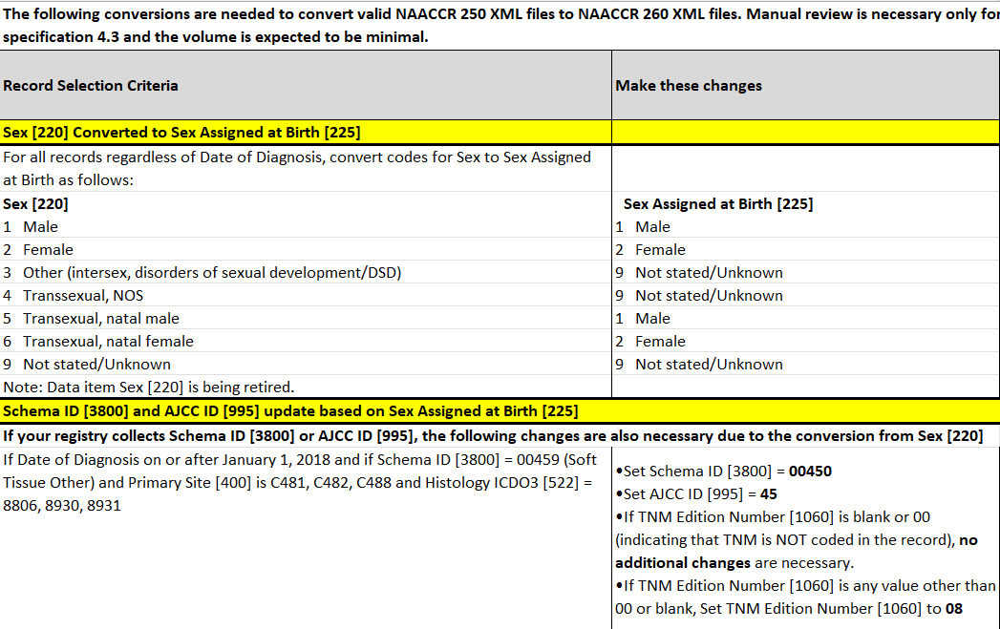 The following conversions are needed to convert valid NAACCR 250 XML files to NAACCR 260 XML files. Manual review is necessary only for
specification 4.3 and the volume is expected to be minimal.
Record Selection Criteria
Make these changes
Sex [220] Converted to Sex Assigned at Birth [225]
For all records regardless of Date of Diagnosis, convert codes for Sex to Sex Assigned
at Birth as follows:
Sex [220]
Sex Assigned at Birth [225]
1 Male
1 Male
2 Female
2 Female
3 Other (intersex, disorders of sexual development/DSD)
9 Not stated/Unknown
4 Transsexual, NOS
9 Not stated/Unknown
5 Transexual, natal male
1 Male
6 Transexual, natal female
2 Female
9 Not stated/Unknown
9 Not stated/Unknown
Note: Data item Sex [220] is being retired.
Schema ID [3800] and AJCC ID [995] update based on Sex Assigned at Birth [225]
If your registry collects Schema ID [3800] or AJCC ID [995], the following changes are also necessary due to the conversion from Sex [220]
If Date of Diagnosis on or after January 1, 2018 and if Schema ID [3800] = 00459 (Soft
Tissue Other) and Primary Site [400] is C481, C482, C488 and Histology ICDO3 [522] =
8806, 8930, 8931
•Set Schema ID [3800] = 00450
•Set AJCC ID [995] = 45
•If TNM Edition Number [1060] is blank or 00
(indicating that TNM is NOT coded in the record), no
additional changes are necessary.
•If TNM Edition Number [1060] is any value other than
00 or blank, Set TNM Edition Number [1060] to 08